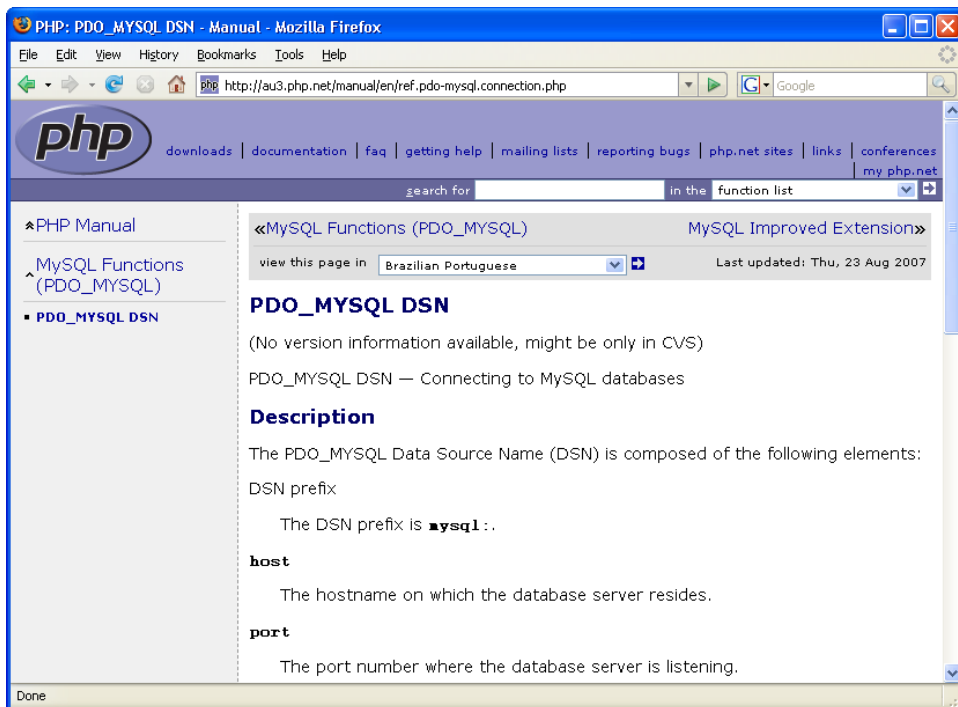 PHP: PDO_MYSQL DSN - Manual - Mozilla Firefox
File Edit View History Bookmarks Tools Help
php http://au3.php.net/manual/en/ref.pdo-mysql.connection.php G Google
php
downloads | documentation | faq | getting help | mailing lists | reporting bugs | php.net sites | links | conferences
| my php.net
search for in the function list
PHP Manual
MySQL Functions
(PDO_MYSQL)
PDO_MYSQL DSN
«MySQL Functions (PDO_MYSQL) MySQL Improved Extension»
view this page in Brazilian Portuguese Last updated: Thu, 23 Aug 2007
PDO_MYSQL DSN
(No version information available, might be only in CVS)
PDO_MYSQL DSN — Connecting to MySQL databases
Description
The PDO_MYSQL Data Source Name (DSN) is composed of the following elements:
DSN prefix
The DSN prefix is mysql:.
host
The hostname on which the database server resides.
port
The port number where the database server is listening.
Done